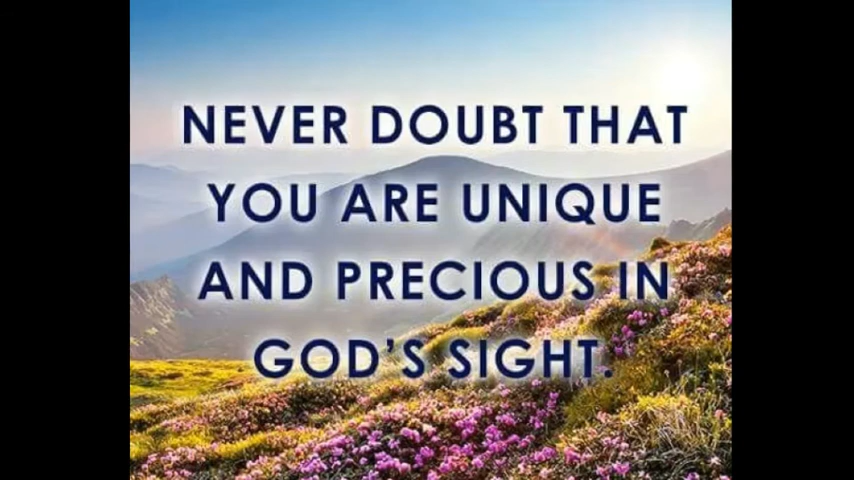 NEVER DOUBT THAT
YOU ARE UNIQUE
AND PRECIOUS IN
GOD'S SIGHT.